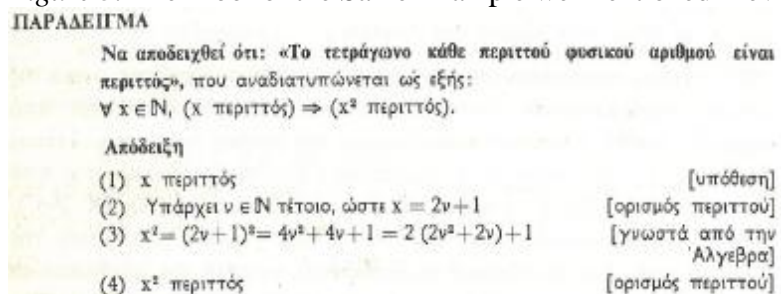 ΠΑΡΑΔΕΙΓΜΑ
Να αποδειχθεί ότι: «Το τετράγωνο κάθε περιττού φυσικού αριθμού είναι
περιττός», που αναδιατυπώνεται ως εξής:
∀ x ∈ ℕ, (x περιττός) ⇒ (x² περιττός).
Απόδειξη
(1) x περιττός [υπόθεση]
(2) Υπάρχει ν ∈ ℕ τέτοιο, ώστε x = 2ν+1 [ορισμός περιττού]
(3) x² = (2ν+1)² = 4ν²+4ν+1 = 2 (2ν²+2ν)+1 [γνωστά από την
Άλγεβρα]
(4) x² περιττός [ορισμός περιττού]